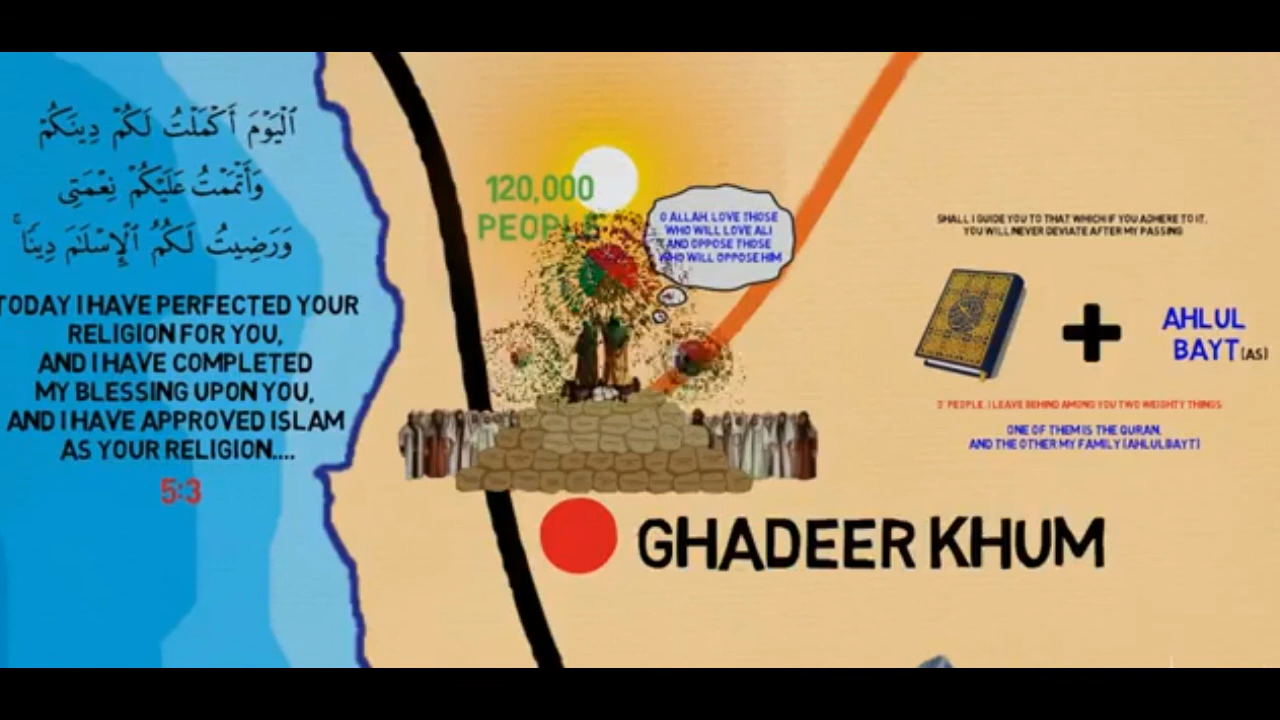 ٱلْيَوْمَ أَكْمَلْتُ لَكُمْ دِينَكُمْ
وَأَتْمَمْتُ عَلَيْكُمْ نِعْمَتِى
وَرَضِيتُ لَكُمُ ٱلْإِسْلَـٰمَ دِينًا ۚ
TODAY I HAVE PERFECTED YOUR
RELIGION FOR YOU,
AND I HAVE COMPLETED
MY BLESSING UPON YOU,
AND I HAVE APPROVED ISLAM
AS YOUR RELIGION....
5:3
120,000
PEOPLE
O ALLAH, LOVE THOSE
WHO WILL LOVE ALI
AND OPPOSE THOSE
WHO WILL OPPOSE HIM
GHADEER KHUM
SHALL I GUIDE YOU TO THAT WHICH IF YOU ADHERE TO IT,
YOU WILL NEVER DEVIATE AFTER MY PASSING
AHLUL
BAYT (AS)
O' PEOPLE, I LEAVE BEHIND AMONG YOU TWO WEIGHTY THINGS
ONE OF THEM IS THE QURAN,
AND THE OTHER MY FAMILY (AHLULBAYT)